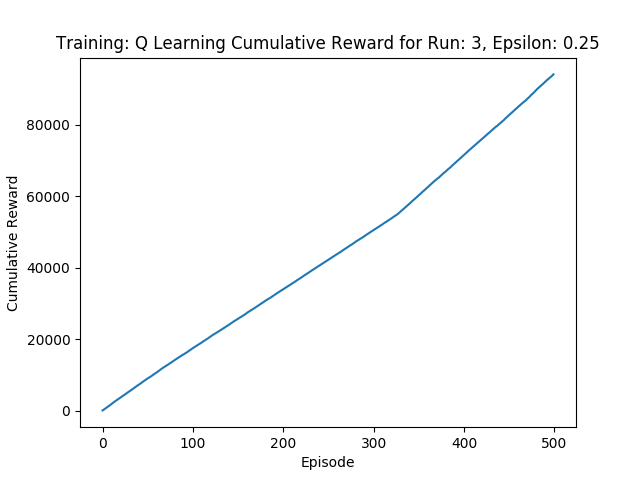 Training: Q Learning Cumulative Reward for Run: 3, Epsilon: 0.25
Cumulative Reward
80000
60000
40000
20000
0
0 100 200 300 400 500
Episode